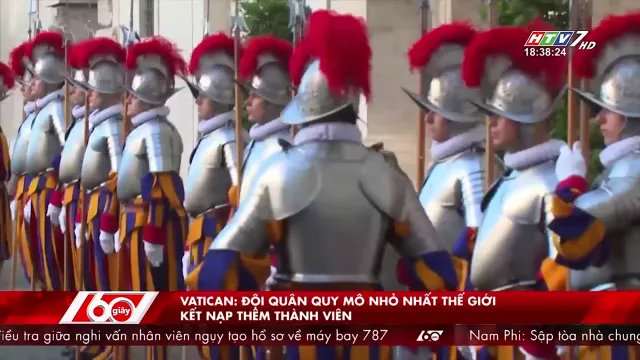 HTV7 HD
18:38:24
60 giây
VATICAN: ĐỘI QUÂN QUY MÔ NHỎ NHẤT THẾ GIỚI
KẾT NẠP THÊM THÀNH VIÊN
Điều tra giữa nghi vấn nhân viên ngụy tạo hồ sơ về máy bay 787 60 Nam Phi: Sập tòa nhà chung